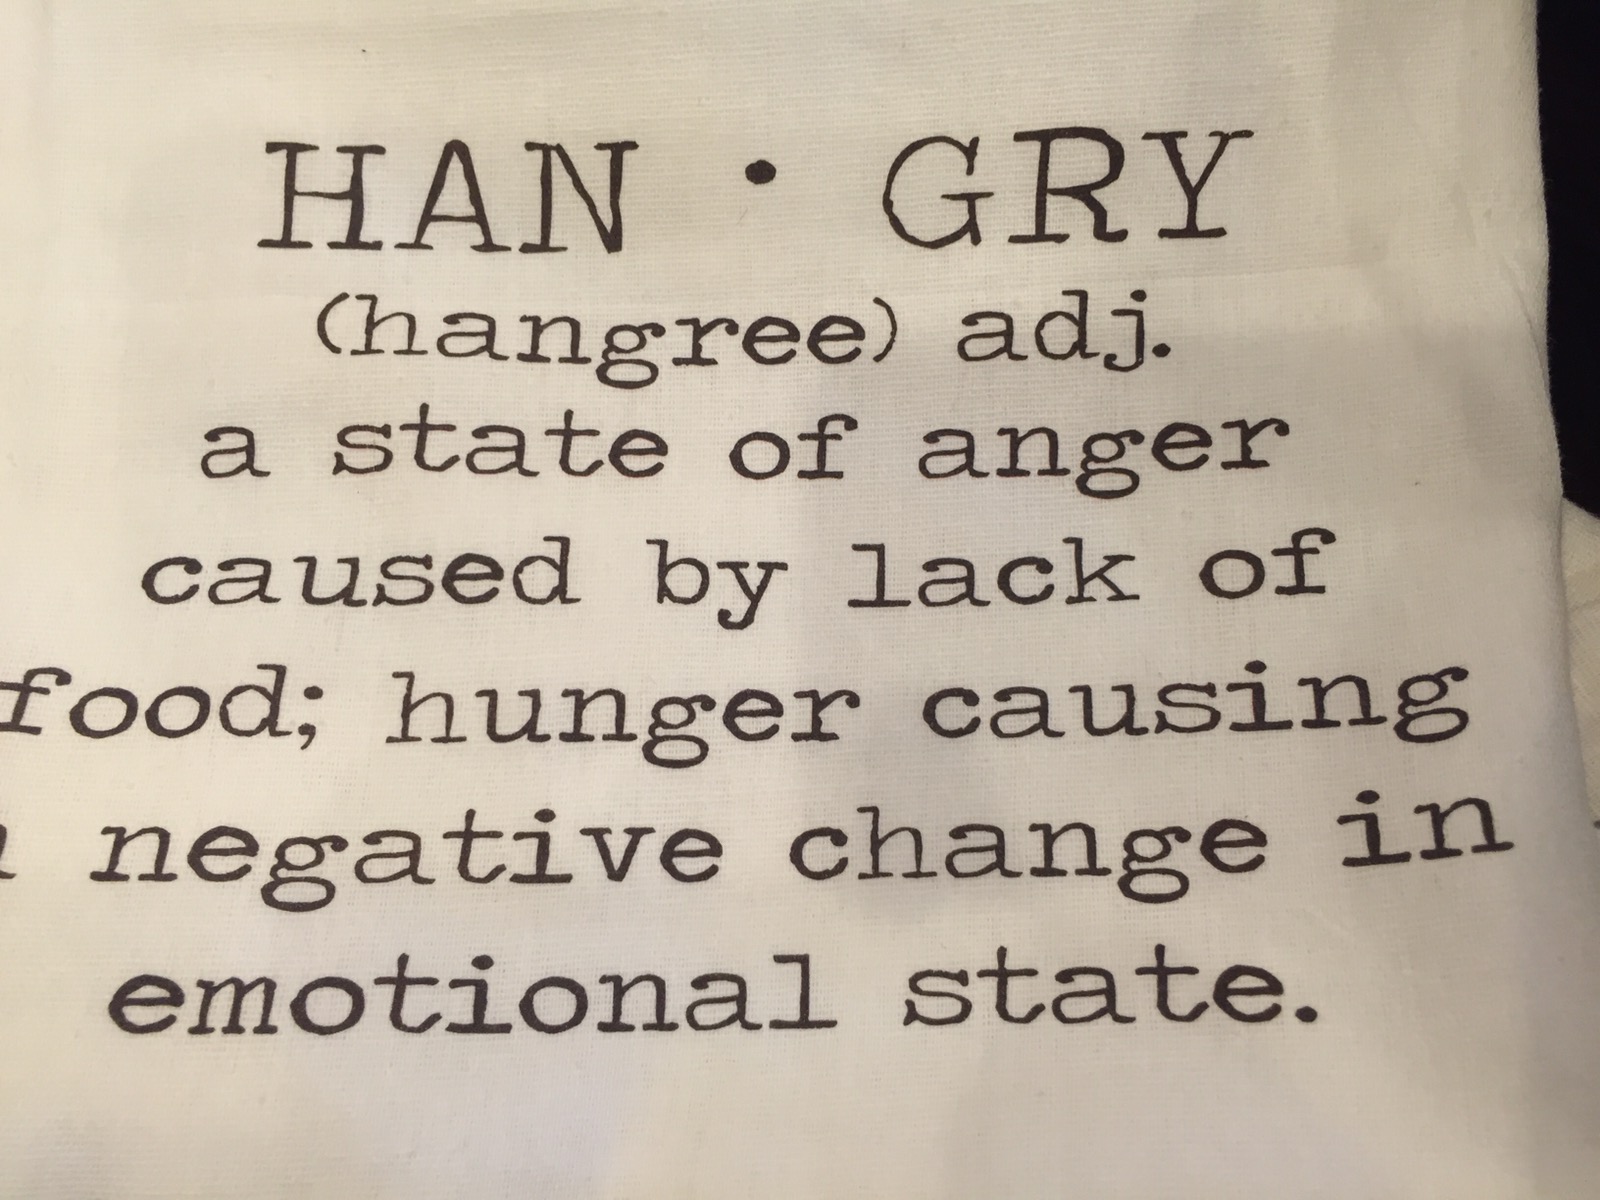 HAN • GRY
(hangree) adj.
a state of anger
caused by lack of
food; hunger causing
a negative change in
emotional state.